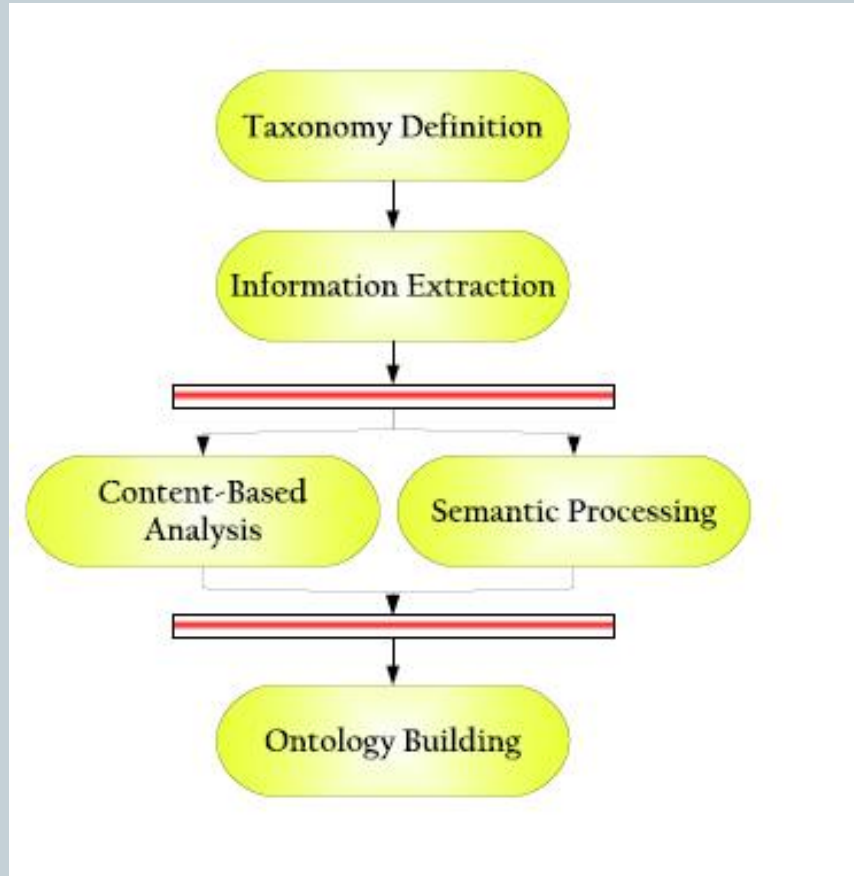 Taxonomy Definition
Information Extraction
Content-Based
Analysis
Semantic Processing
Ontology Building